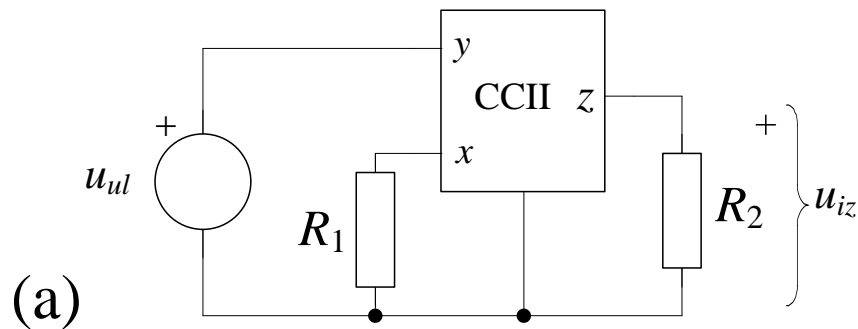 y
CCII z
+
x
+
u_ul
R_1
R_2
u_iz
(a)